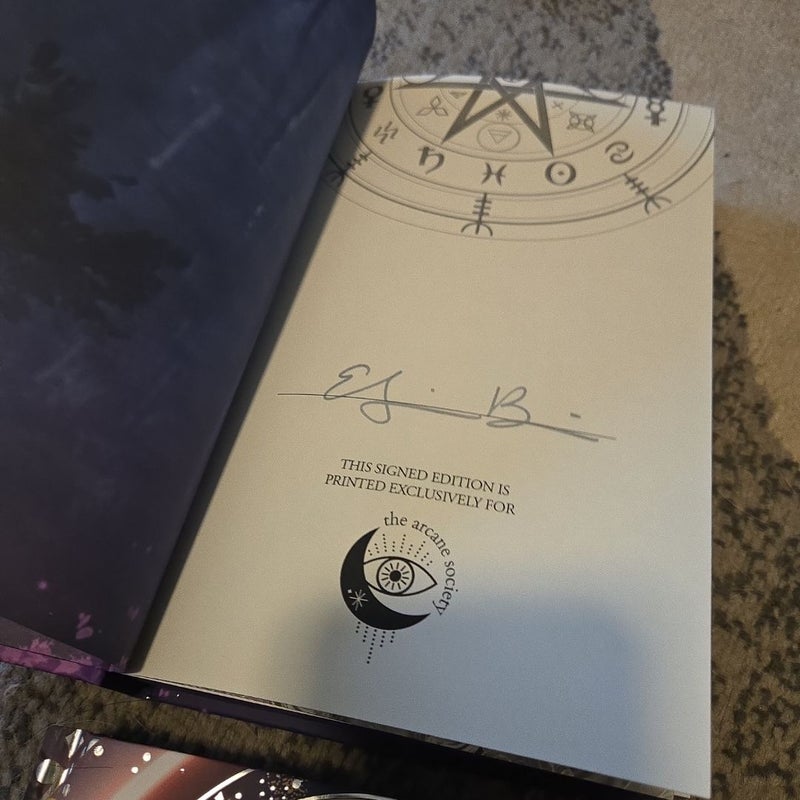 THIS SIGNED EDITION IS
PRINTED EXCLUSIVELY FOR
the arcane society